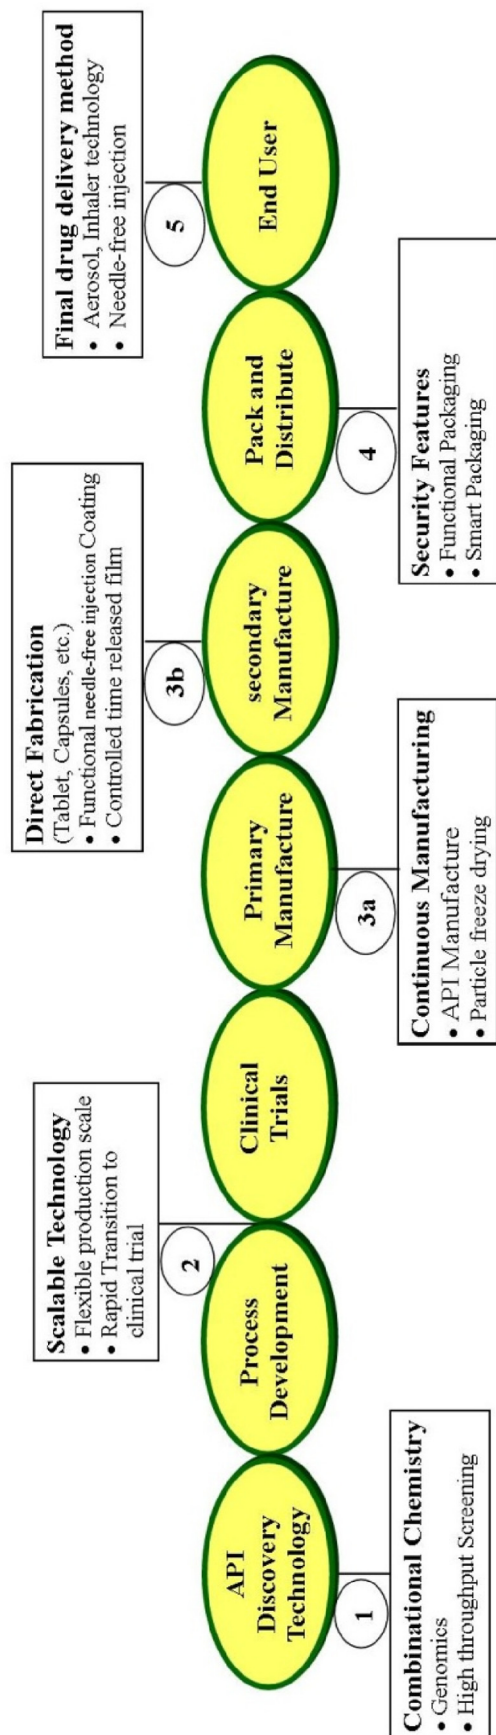 Combinational Chemistry
• Genomics
• High throughput Screening
1
API
Discovery
Technology
Process
Development
2
Scalable Technology
• Flexible production scale
• Rapid Transition to
clinical trial
Clinical
Trials
Primary
Manufacture
3a
Continuous Manufacturing
• API Manufacture
• Particle freeze drying
secondary
Manufacture
3b
Direct Fabrication
(Tablet, Capsules, etc.)
• Functional needle-free injection Coating
• Controlled time released film
Pack and
Distribute
4
Security Features
• Functional Packaging
• Smart Packaging
End User
5
Final drug delivery method
• Aerosol, Inhaler technology
• Needle-free injection